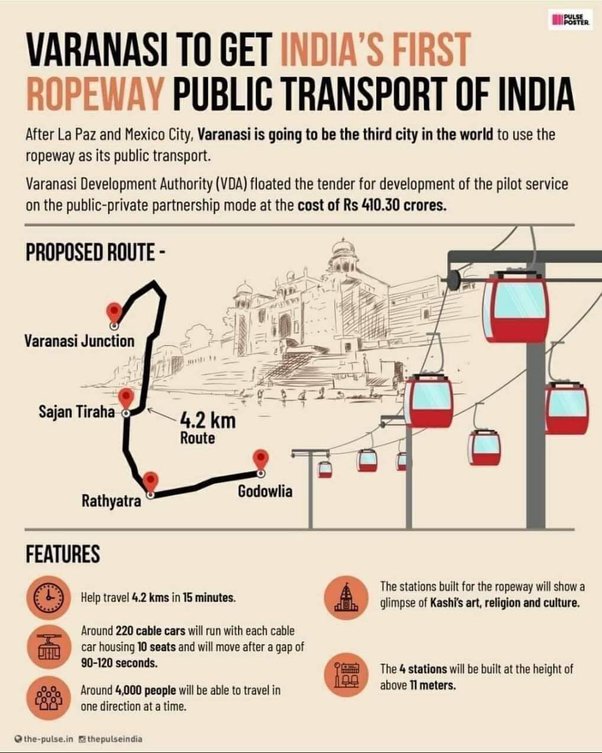 PULSE
POSTER.
VARANASI TO GET INDIA'S FIRST
ROPEWAY PUBLIC TRANSPORT OF INDIA
After La Paz and Mexico City, Varanasi is going to be the third city in the world to use the
ropeway as its public transport.
Varanasi Development Authority (VDA) floated the tender for development of the pilot service
on the public-private partnership mode at the cost of Rs 410.30 crores.
PROPOSED ROUTE -
Varanasi Junction
Sajan Tiraha
4.2 km
Route
Rathyatra
Godowlia
FEATURES
Help travel 4.2 kms in 15 minutes.
Around 220 cable cars will run with each cable
car housing 10 seats and will move after a gap of
90-120 seconds.
Around 4,000 people will be able to travel in
one direction at a time.
The stations built for the ropeway will show a
glimpse of Kashi's art, religion and culture.
The 4 stations will be built at the height of
above 11 meters.
the-pulse.in thepulseindia